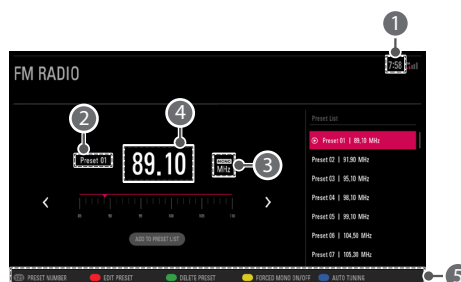 1
7:58
FM RADIO
4
2
Preset List
Preset 01 | 89,10 MHz
Preset 01
89.10
MONO
MHz
3
Preset 02 | 91,90 MHz
Preset 03 | 95,10 MHz
Preset 04 | 98,10 MHz
Preset 05 | 99,10 MHz
ADD TO PRESET LIST
Preset 06 | 104,50 MHz
Preset 07 | 105,30 MHz
PRESET NUMBER EDIT PRESET DELETE PRESET FORCED MONO ON/OFF AUTO TUNING
5